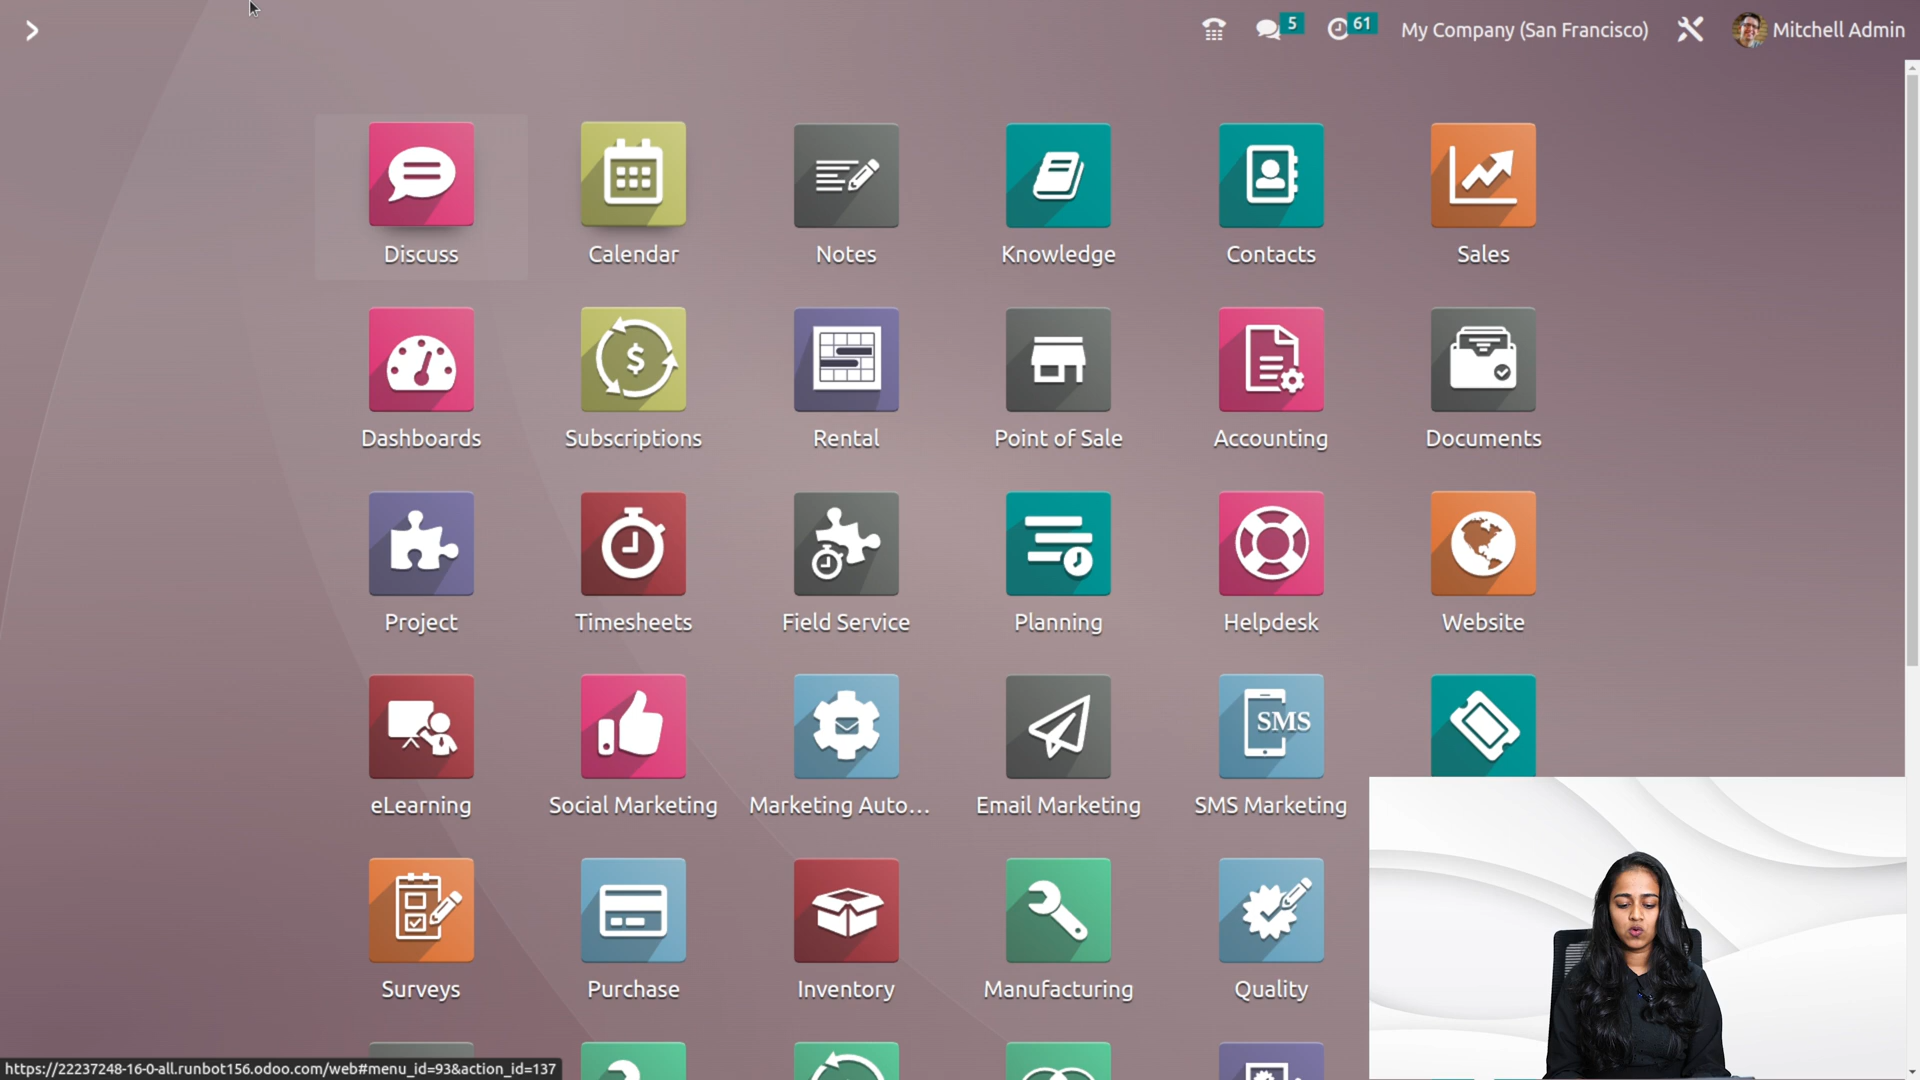 5
61
My Company (San Francisco)
Mitchell Admin
Discuss
Calendar
Notes
Knowledge
Contacts
Sales
Dashboards
Subscriptions
Rental
Point of Sale
Accounting
Documents
Project
Timesheets
Field Service
Planning
Helpdesk
Website
SMS
eLearning
Social Marketing
Marketing Auto...
Email Marketing
SMS Marketing
Surveys
Purchase
Inventory
Manufacturing
Quality
https://22237248-16-0-all.runbot156.odoo.com/web#menu_id=93&action_id=137